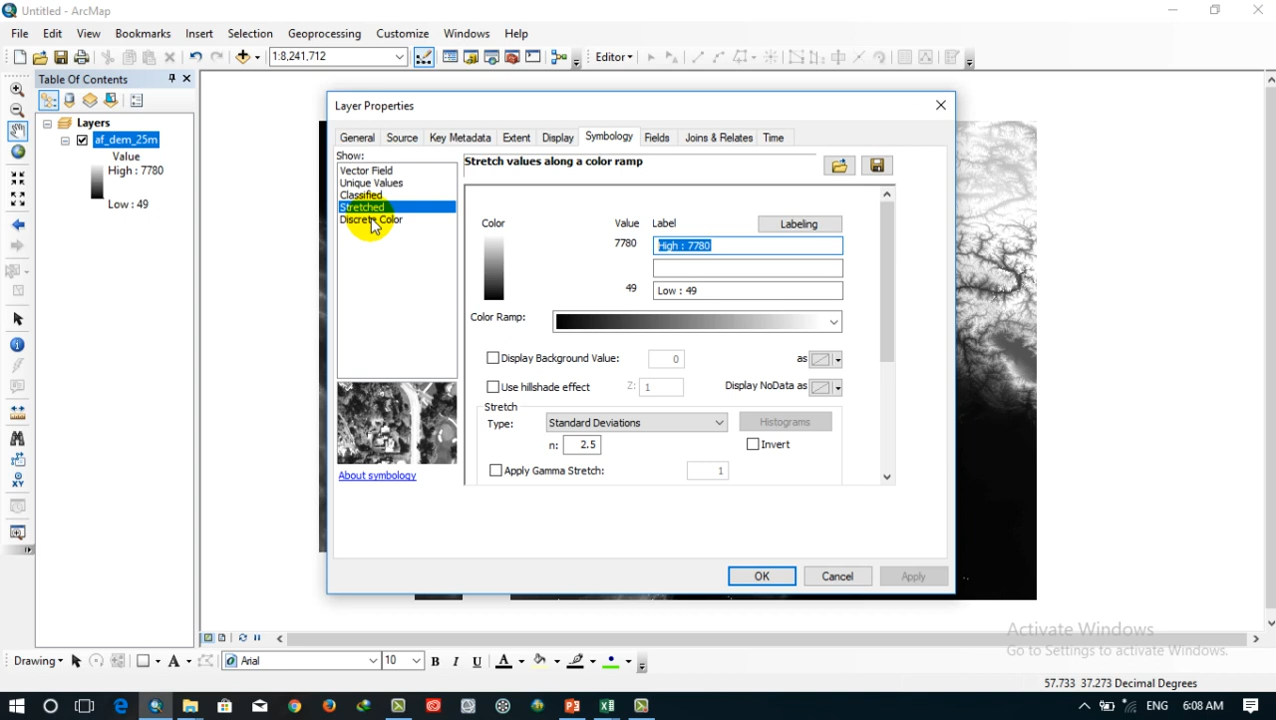 Untitled - ArcMap
File Edit View Bookmarks Insert Selection Geoprocessing Customize Windows Help
1:8,241,712 Editor
Table Of Contents
Layers
af_dem_25m
Value
High : 7780
Low : 49
Layer Properties
General Source Key Metadata Extent Display Symbology Fields Joins & Relates Time
Show:
Vector Field
Unique Values
Classified
Stretched
Discrete Color
About symbology
Stretch values along a color ramp
Color Value Label Labeling
7780 High : 7780
49 Low : 49
Color Ramp:
Display Background Value: 0 as
Use hillshade effect Z: 1 Display NoData as
Stretch
Type: Standard Deviations Histograms
n: 2.5 Invert
Apply Gamma Stretch: 1
OK Cancel Apply
Activate Windows
Go to Settings to activate Windows.
Drawing A Arial 10 B I U A
57.733 37.273 Decimal Degrees
ENG 6:08 AM